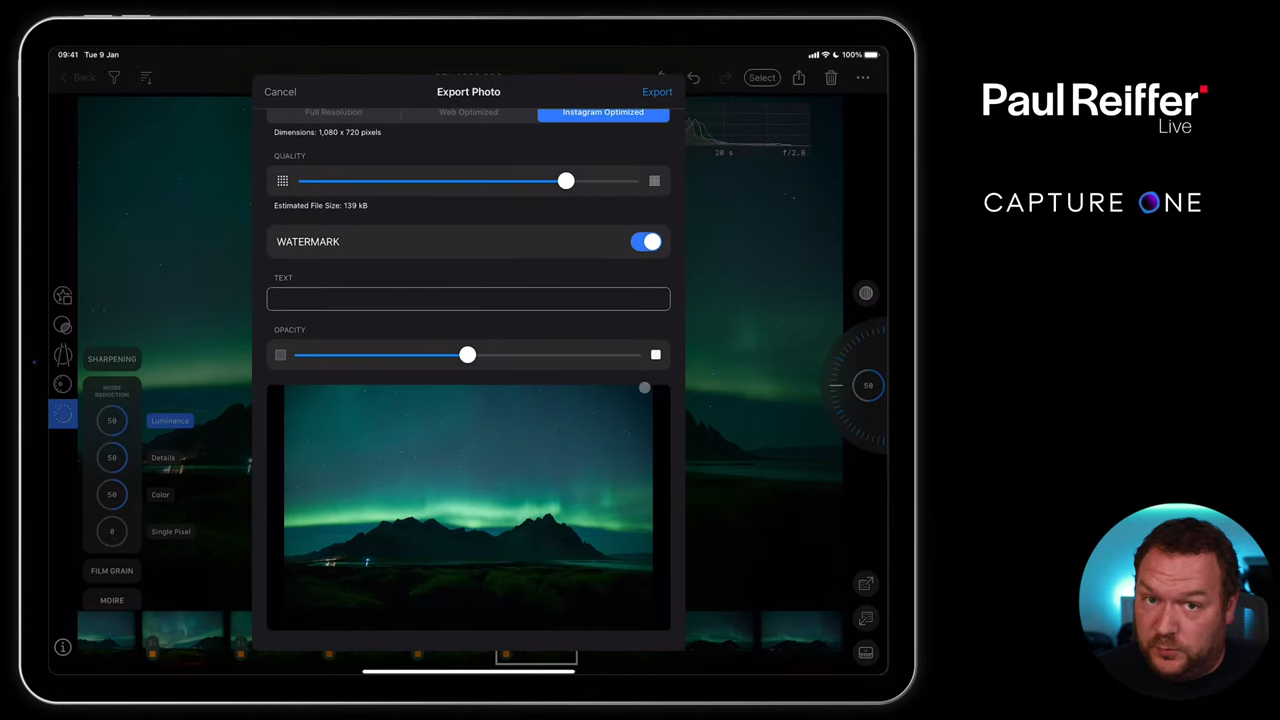 09:41 Tue 9 Jan
100%
Back
Select
Cancel
Export Photo
Export
Full Resolution
Web Optimized
Instagram Optimized
Dimensions: 1,080 x 720 pixels
20 s
f/2.8
QUALITY
Estimated File Size: 139 kB
WATERMARK
TEXT
OPACITY
SHARPENING
NOISE
REDUCTION
50
Luminance
50
Details
50
Color
0
Single Pixel
FILM GRAIN
MOIRE
50
Paul Reiffer
Live
CAPTURE ONE